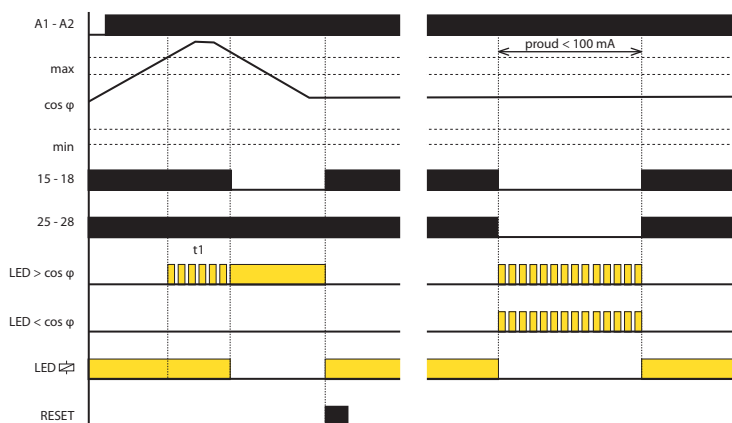 A1 - A2
proud < 100 mA
max
cos φ
min
15 - 18
25 - 28
t1
LED > cos φ
LED < cos φ
LED
RESET